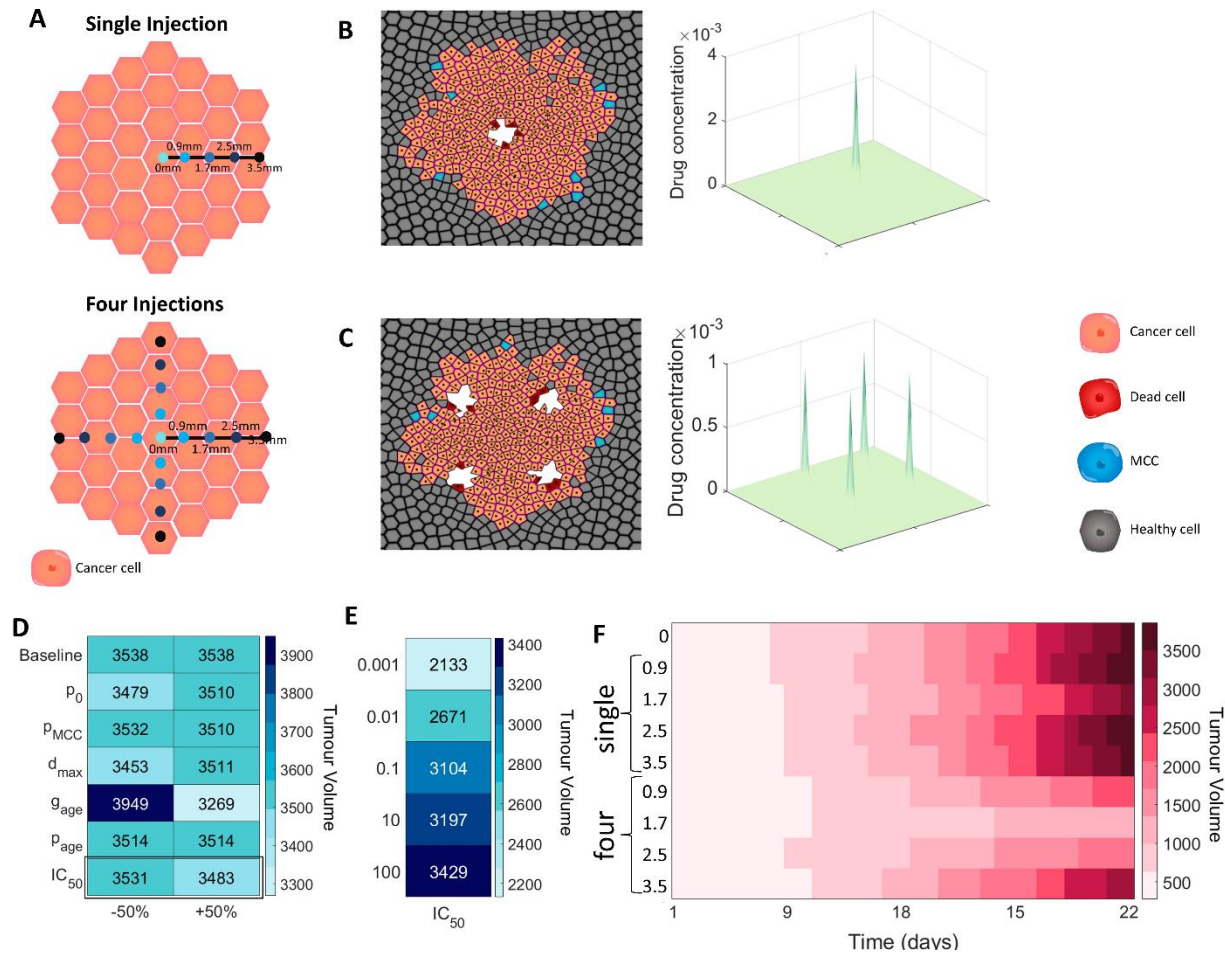 A
Single Injection
0.9mm 2.5mm
0mm 1.7mm 3.5mm
Four Injections
0.9mm 2.5mm
0mm 1.7mm 3.5mm
Cancer cell
B
×10⁻³
Drug concentration
4
2
0
C
×10⁻³
Drug concentration
1
0.5
0
Cancer cell
Dead cell
MCC
Healthy cell
D
Baseline 3538 3538
p₀ 3479 3510
p_MCC 3532 3510
d_max 3453 3511
g_age 3949 3269
p_age 3514 3514
IC₅₀ 3531 3483
-50% +50%
3900
3800
3700
3600
3500
3400
3300
Tumour Volume
E
0.001 2133
0.01 2671
0.1 3104
10 3197
100 3429
IC₅₀
3400
3200
3000
2800
2600
2400
2200
Tumour Volume
F
single
four
0
0.9
1.7
2.5
3.5
0.9
1.7
2.5
3.5
1 9 18 15 22
Time (days)
3500
3000
2500
2000
1500
1000
500
Tumour Volume